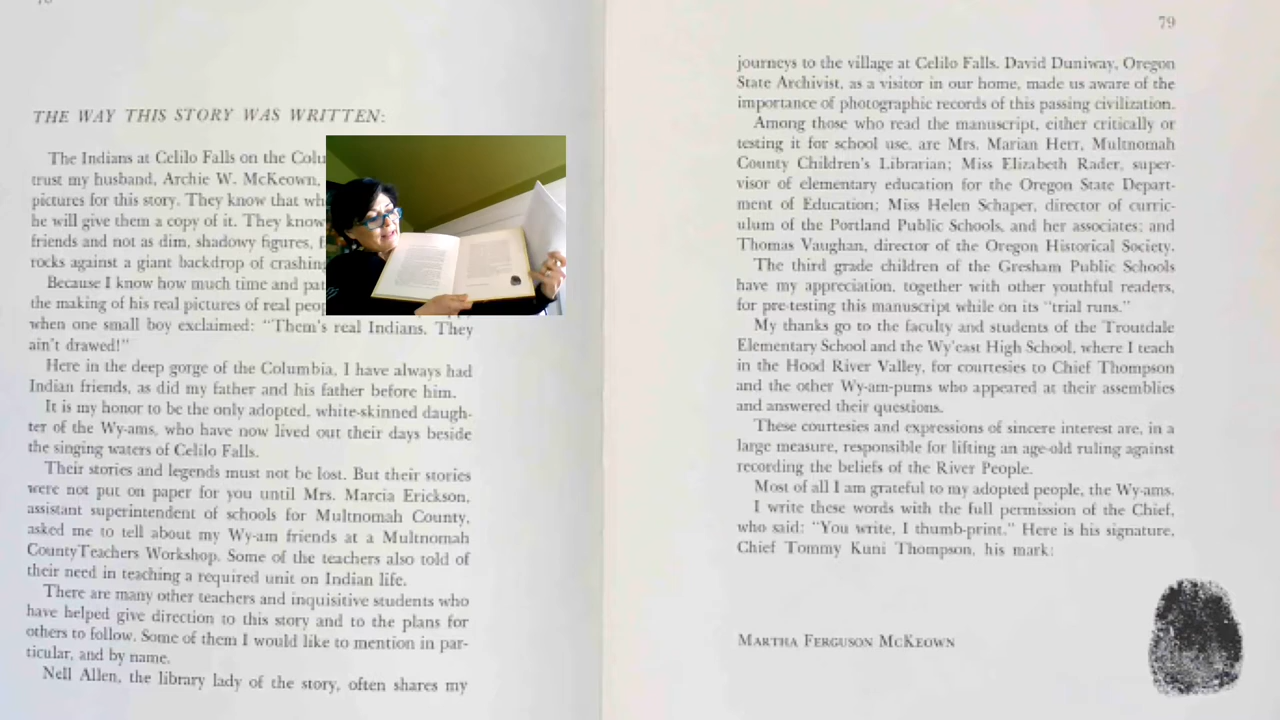 THE WAY THIS STORY WAS WRITTEN:
The Indians at Celilo Falls on the
trust my husband, Archie W. McKeown,
pictures for this story. They know that
he will give them a copy of it. They know
friends and not as dim, shadowy figures,
rocks against a giant backdrop of crashing
Because I know how much time and
the making of his real pictures of real
when one small boy exclaimed: "Them's real Indians. They
ain't drawed!"
Here in the deep gorge of the Columbia, I have always had
Indian friends, as did my father and his father before him.
It is my honor to be the only adopted, white-skinned daugh-
ter of the Wy-ams, who have now lived out their days beside
the singing waters of Celilo Falls.
Their stories and legends must not be lost. But their stories
were not put on paper for you until Mrs. Marcia Erickson,
assistant superintendent of schools for Multnomah County,
asked me to tell about my Wy-am friends at a Multnomah
CountyTeachers Workshop. Some of the teachers also told of
their need in teaching a required unit on Indian life.
There are many other teachers and inquisitive students who
have helped give direction to this story and to the plans for
others to follow. Some of them I would like to mention in par-
ticular, and by name.
Nell Allen, the library lady of the story, often shares my
79
journeys to the village at Celilo Falls. David Duniway, Oregon
State Archivist, as a visitor in our home, made us aware of the
importance of photographic records of this passing civilization.
Among those who read the manuscript, either critically or
testing it for school use, are Mrs. Marian Herr, Multnomah
County Children's Librarian; Miss Elizabeth Rader, super-
visor of elementary education for the Oregon State Depart-
ment of Education; Miss Helen Schaper, director of curric-
ulum of the Portland Public Schools, and her associates; and
Thomas Vaughan, director of the Oregon Historical Society.
The third grade children of the Gresham Public Schools
have my appreciation, together with other youthful readers,
for pre-testing this manuscript while on its "trial runs."
My thanks go to the faculty and students of the Troutdale
Elementary School and the Wy'east High School, where I teach
in the Hood River Valley, for courtesies to Chief Thompson
and the other Wy-am-pums who appeared at their assemblies
and answered their questions.
These courtesies and expressions of sincere interest are, in a
large measure, responsible for lifting an age-old ruling against
recording the beliefs of the River People.
Most of all I am grateful to my adopted people, the Wy-ams.
I write these words with the full permission of the Chief,
who said: "You write, I thumb-print." Here is his signature,
Chief Tommy Kuni Thompson, his mark:
MARTHA FERGUSON MCKEOWN